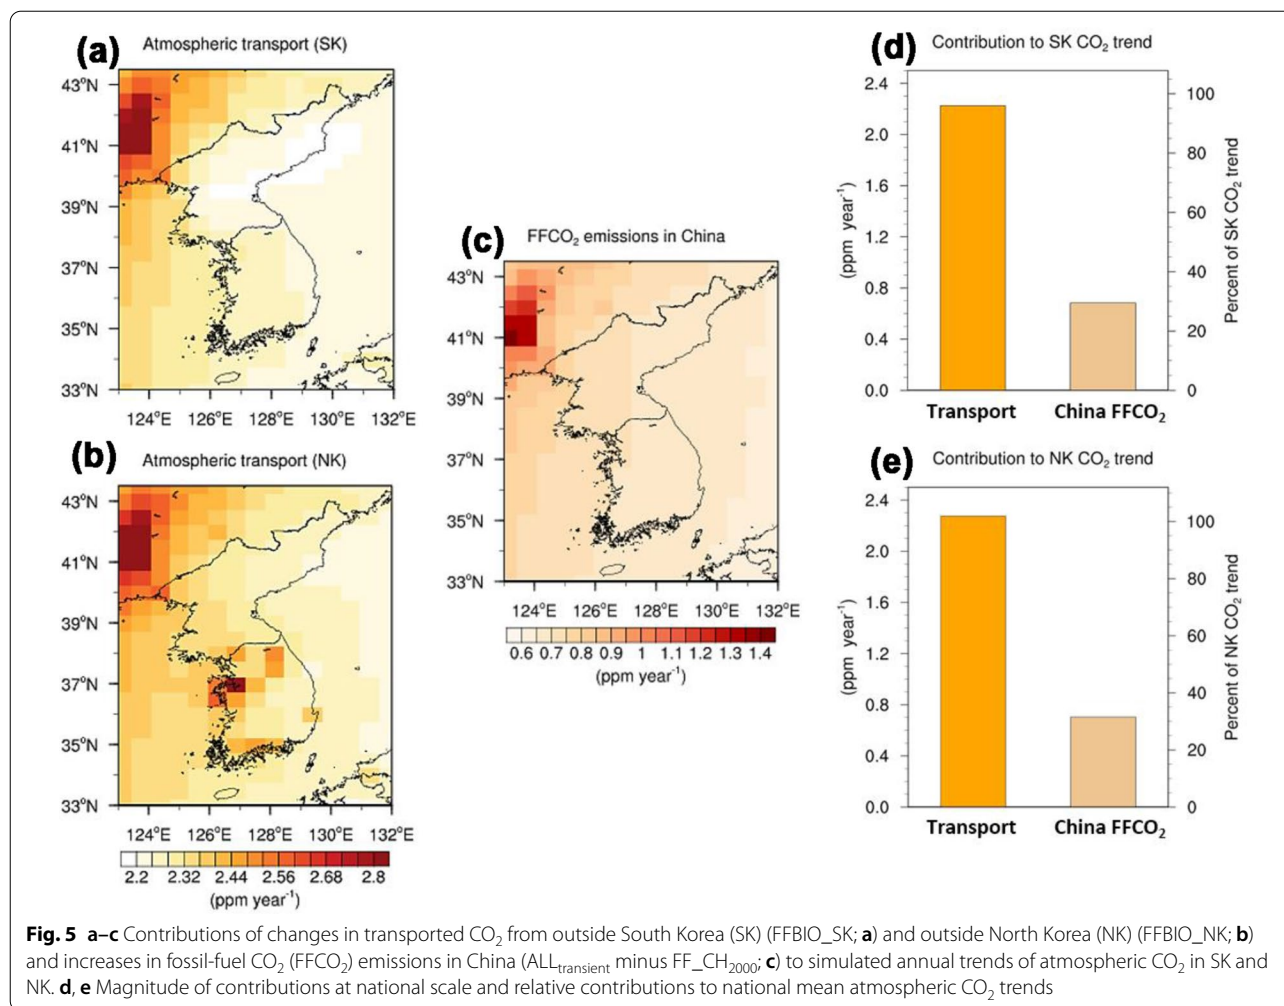 (a) Atmospheric transport (SK)
43°N
41°N
39°N
37°N
35°N
33°N
124°E 126°E 128°E 130°E 132°E
(b) Atmospheric transport (NK)
43°N
41°N
39°N
37°N
35°N
33°N
124°E 126°E 128°E 130°E 132°E
2.2 2.32 2.44 2.56 2.68 2.8
(ppm year⁻¹)
(c) FFCO₂ emissions in China
43°N
41°N
39°N
37°N
35°N
33°N
124°E 126°E 128°E 130°E 132°E
0.6 0.7 0.8 0.9 1 1.1 1.2 1.3 1.4
(ppm year⁻¹)
(d) Contribution to SK CO₂ trend
(ppm year⁻¹)
2.4
2.0
1.6
1.2
0.8
0.4
0.0
100
80
60
40
20
0
Percent of SK CO₂ trend
Transport China FFCO₂
(e) Contribution to NK CO₂ trend
(ppm year⁻¹)
2.4
2.0
1.6
1.2
0.8
0.4
0.0
100
80
60
40
20
0
Percent of NK CO₂ trend
Transport China FFCO₂
Fig. 5 a–c Contributions of changes in transported CO₂ from outside South Korea (SK) (FFBIO_SK; a) and outside North Korea (NK) (FFBIO_NK; b)
and increases in fossil-fuel CO₂ (FFCO₂) emissions in China (ALLtransient minus FF_CH₂₀₀₀; c) to simulated annual trends of atmospheric CO₂ in SK and
NK. d, e Magnitude of contributions at national scale and relative contributions to national mean atmospheric CO₂ trends